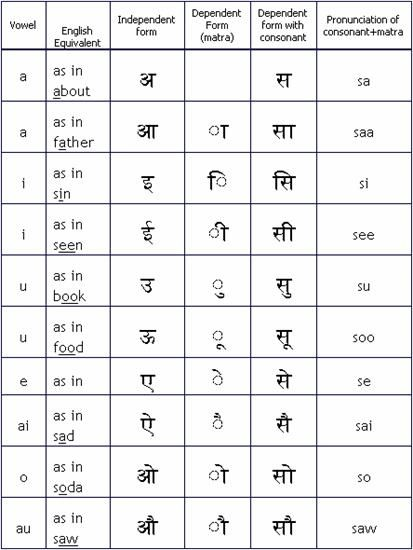 Vowel English Equivalent Independent form Dependent Form (matra) Dependent form with consonant Pronunciation of consonant+matra
a as in about अ स sa
a as in father आ ा सा saa
i as in sin इ ि सि si
i as in seen ई ी सी see
u as in book उ ु सु su
u as in food ऊ ू सू soo
e as in ए े से se
ai as in sad ऐ ै सै sai
o as in soda ओ ो सो so
au as in saw औ ौ सौ saw